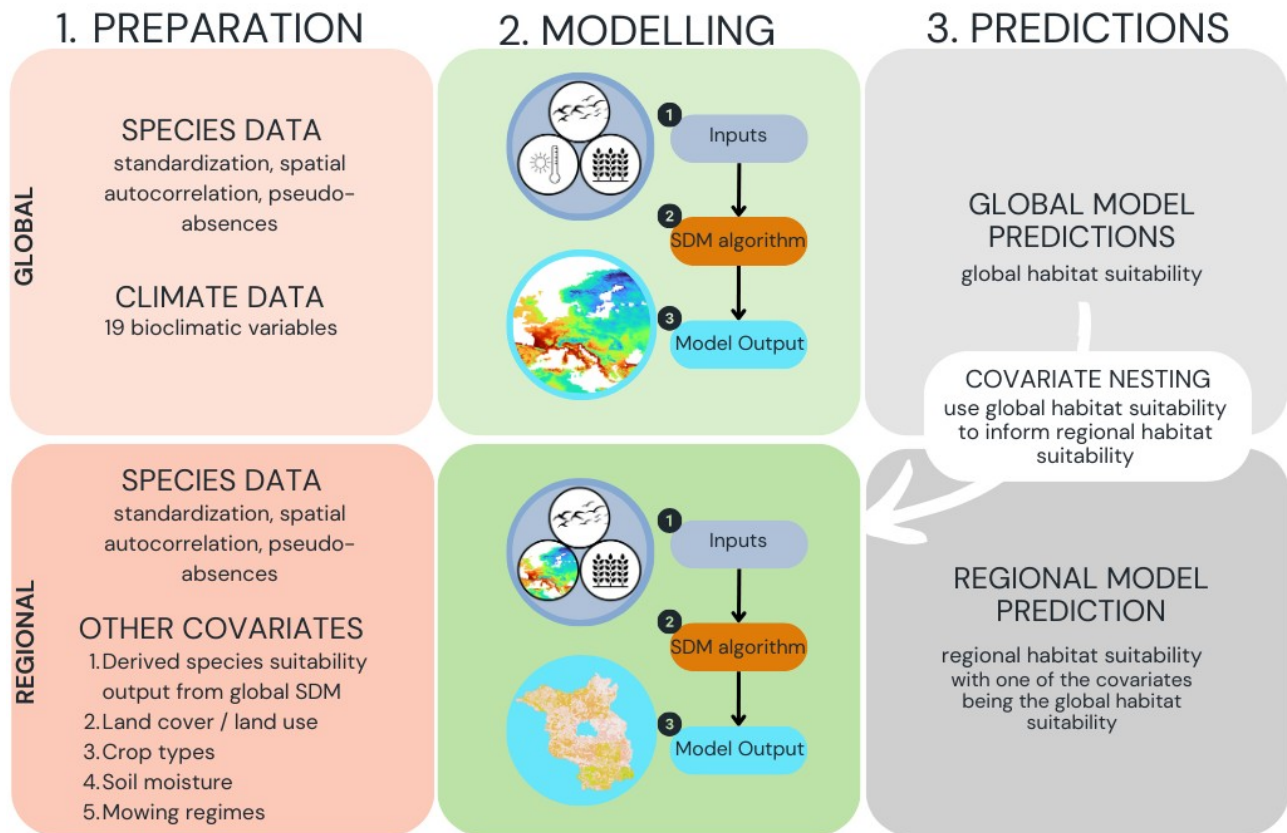 1. PREPARATION
2. MODELLING
3. PREDICTIONS
GLOBAL
SPECIES DATA
standardization, spatial
autocorrelation, pseudo-
absences
CLIMATE DATA
19 bioclimatic variables
1
Inputs
2
SDM algorithm
3
Model Output
GLOBAL MODEL
PREDICTIONS
global habitat suitability
COVARIATE NESTING
use global habitat suitability
to inform regional habitat
suitability
REGIONAL
SPECIES DATA
standardization, spatial
autocorrelation, pseudo-
absences
OTHER COVARIATES
1.Derived species suitability
output from global SDM
2.Land cover / land use
3.Crop types
4.Soil moisture
5.Mowing regimes
1
Inputs
2
SDM algorithm
3
Model Output
REGIONAL MODEL
PREDICTION
regional habitat suitability
with one of the covariates
being the global habitat
suitability